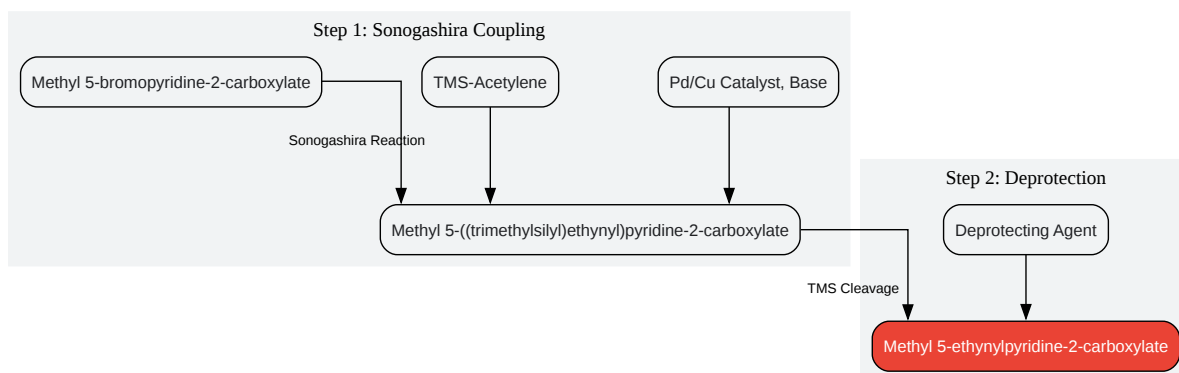 Step 1: Sonogashira Coupling
Methyl 5-bromopyridine-2-carboxylate
TMS-Acetylene
Pd/Cu Catalyst, Base
Sonogashira Reaction
Methyl 5-((trimethylsilyl)ethynyl)pyridine-2-carboxylate
Step 2: Deprotection
Deprotecting Agent
TMS Cleavage
Methyl 5-ethynylpyridine-2-carboxylate